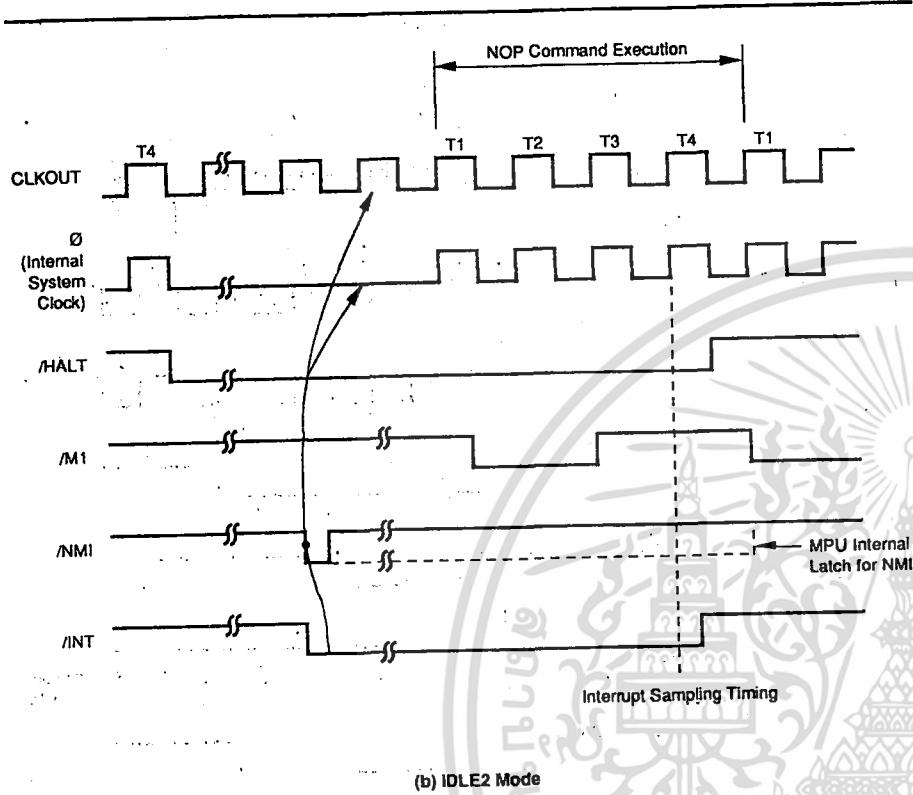 NOP Command Execution
T4 T1 T2 T3 T4 T1
CLKOUT
Ø
(Internal
System
Clock)
/HALT
/M1
/NMI
MPU Internal
Latch for NMI
/INT
Interrupt Sampling Timing
(b) IDLE2 Mode